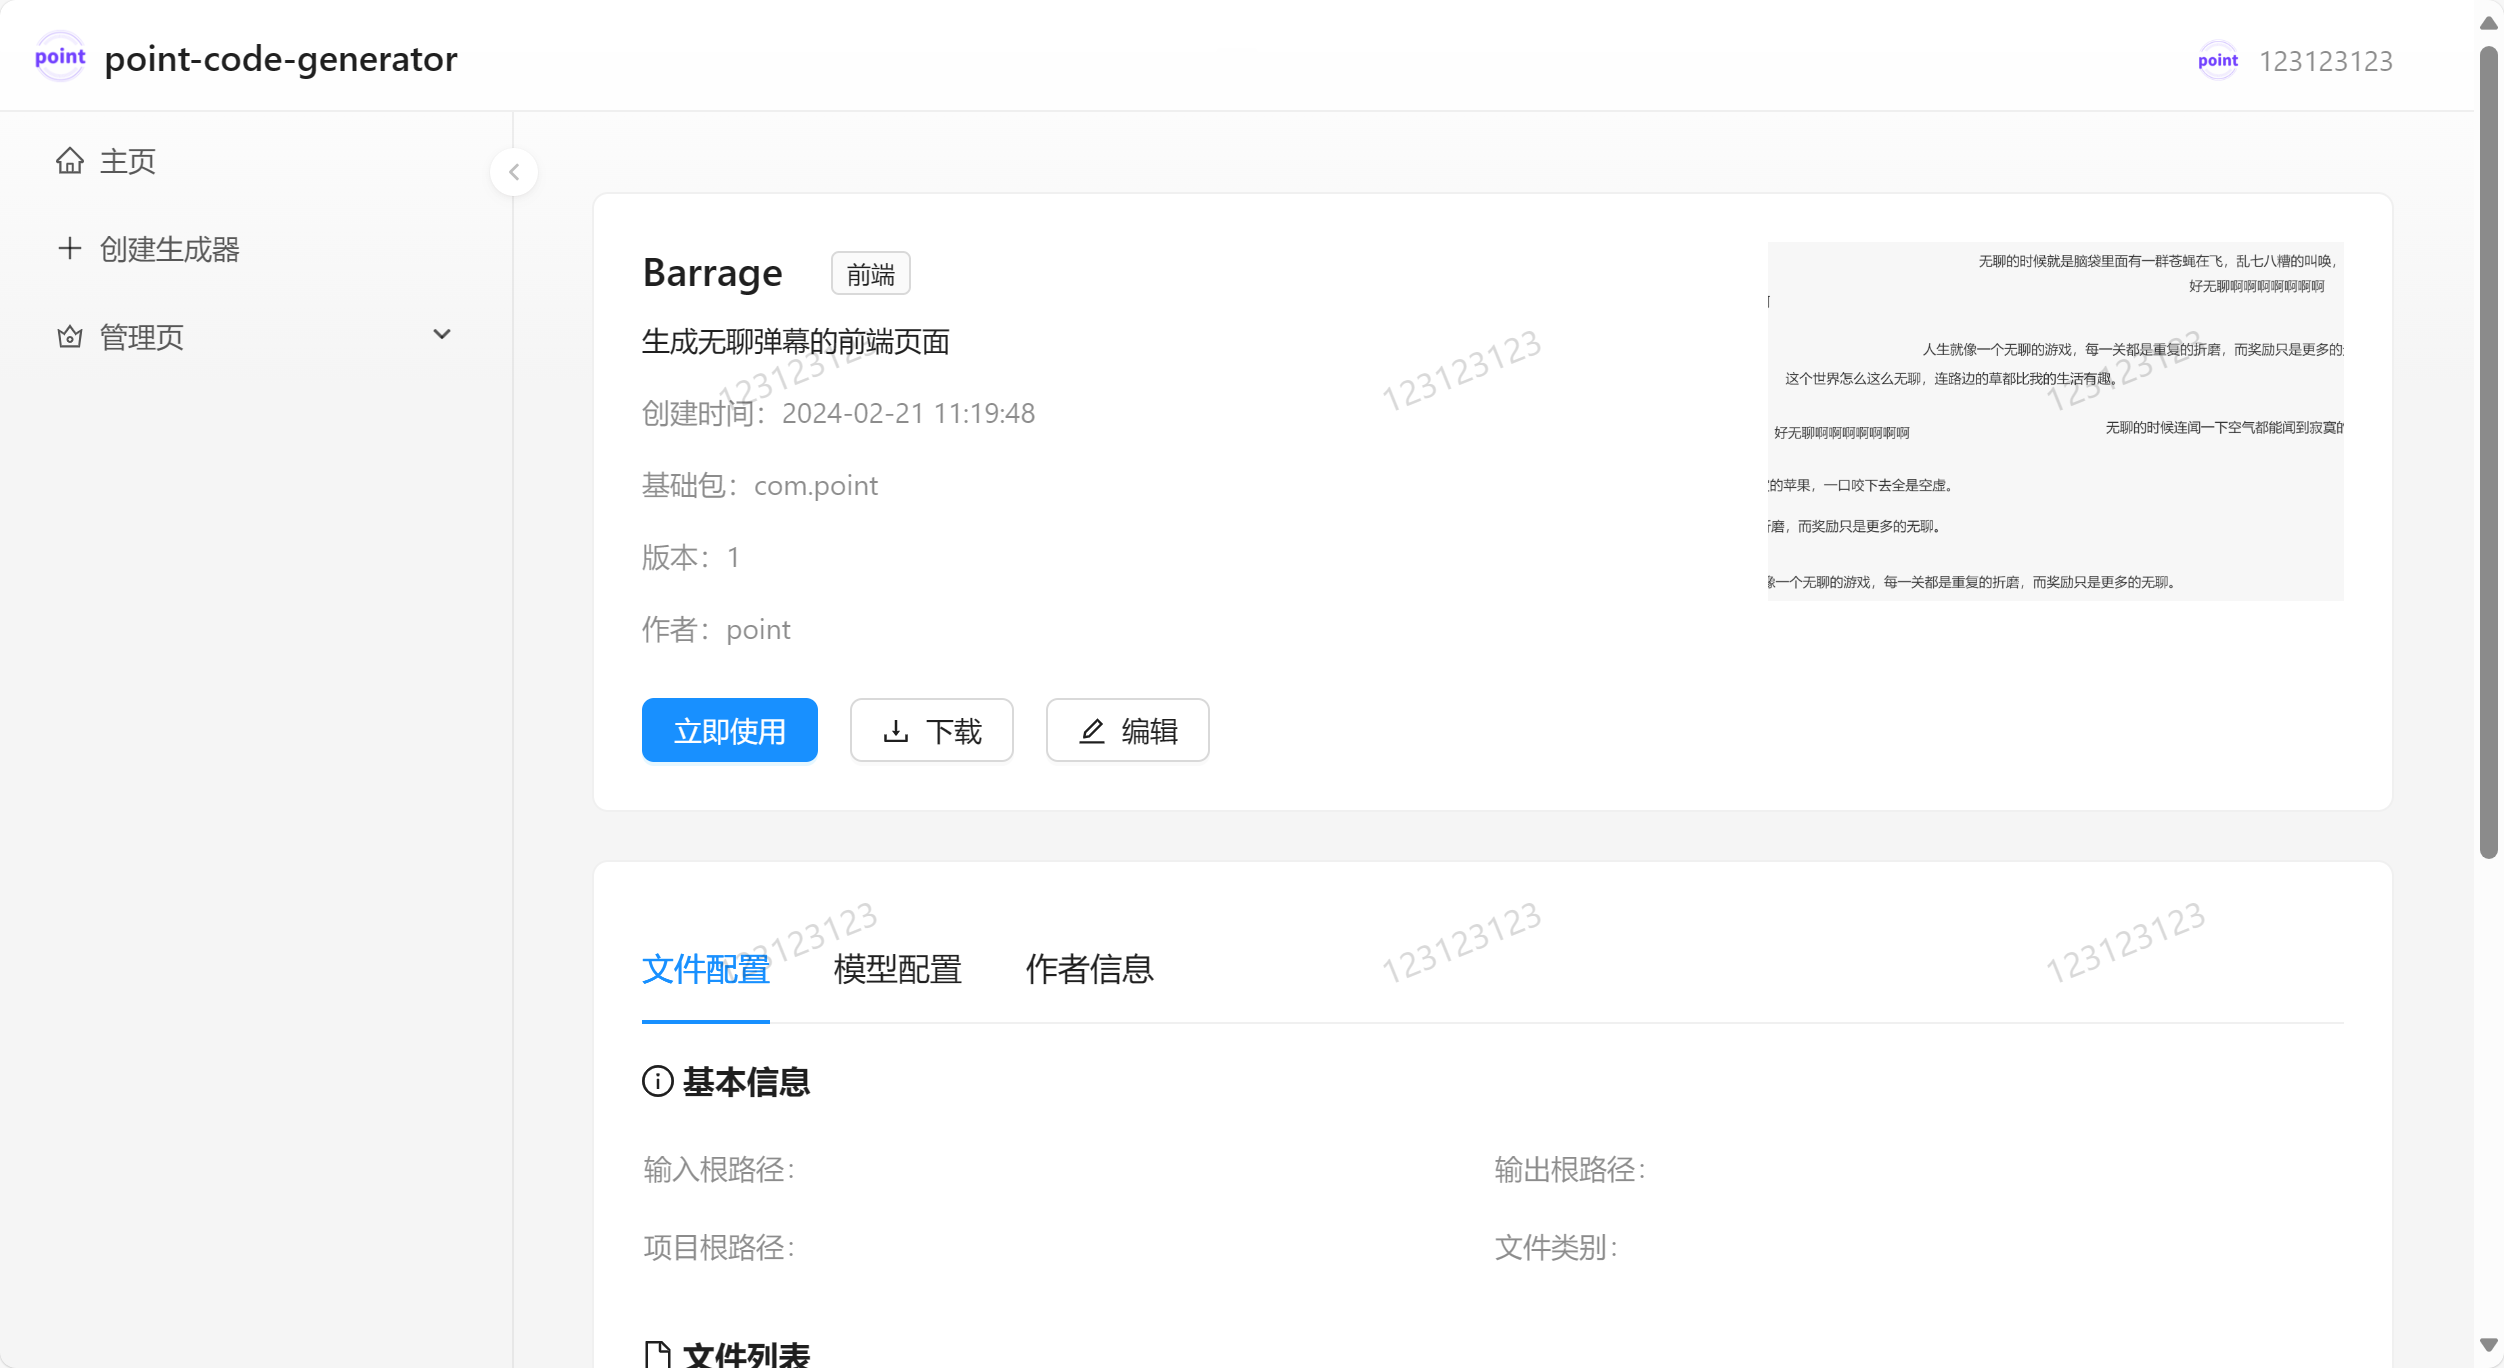 point
point-code-generator
point
123123123
主页
创建生成器
管理页
Barrage
前端
生成无聊弹幕的前端页面
创建时间：2024-02-21 11:19:48
基础包：com.point
版本：1
作者：point
立即使用
下载
编辑
无聊的时候就是脑袋里面有一群苍蝇在飞，乱七八糟的叫唤，
好无聊啊啊啊啊啊啊啊
人生就像一个无聊的游戏，每一关都是重复的折磨，而奖励只是更多的
这个世界怎么这么无聊，连路边的草都比我的生活有趣。
无聊的时候连闻一下空气都能闻到寂寞的
好无聊啊啊啊啊啊啊啊
的苹果，一口咬下去全是空虚。
磨，而奖励只是更多的无聊。
像一个无聊的游戏，每一关都是重复的折磨，而奖励只是更多的无聊。
123123123
123123123
123123123
123123123
123123123
123123123
文件配置
模型配置
作者信息
基本信息
输入根路径：
输出根路径：
项目根路径：
文件类别：
文件列表